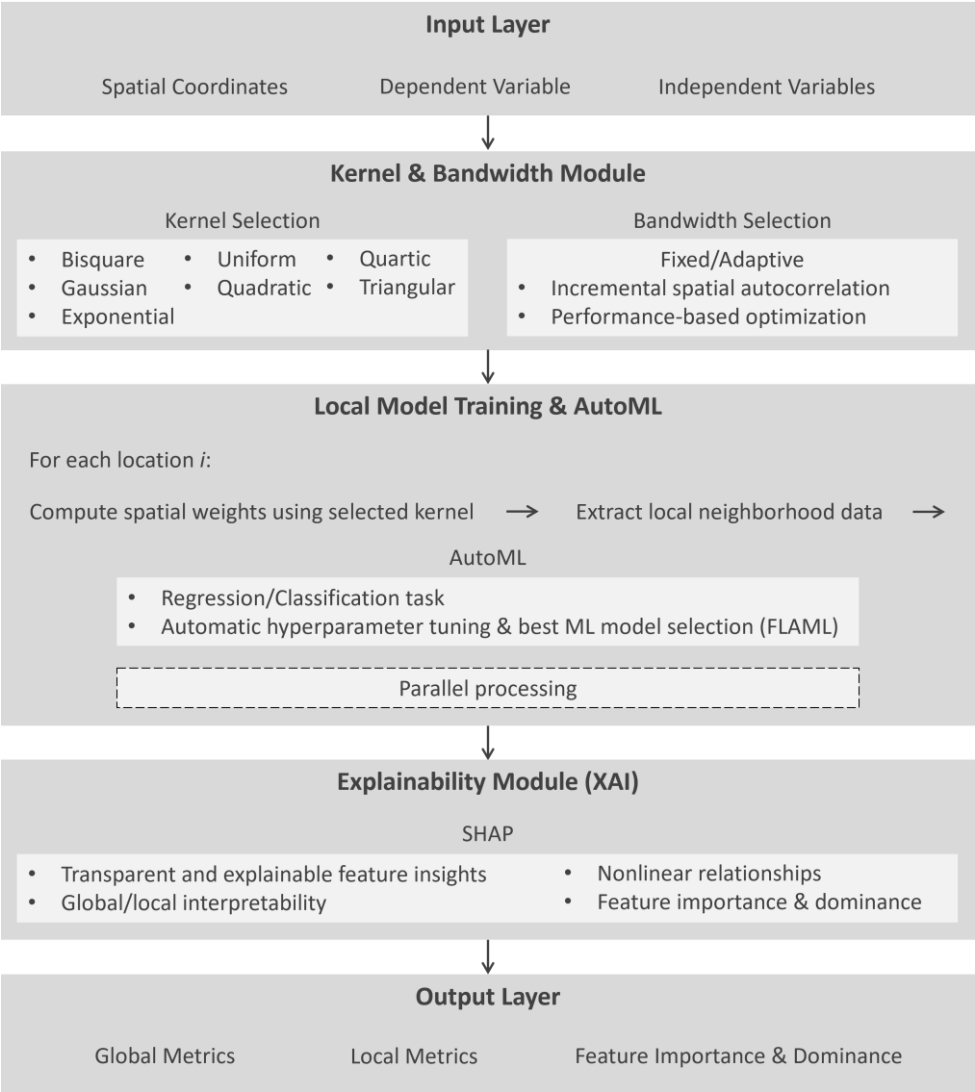 Input Layer
Spatial Coordinates Dependent Variable Independent Variables
Kernel & Bandwidth Module
Kernel Selection
• Bisquare • Uniform • Quartic
• Gaussian • Quadratic • Triangular
• Exponential
Bandwidth Selection
Fixed/Adaptive
• Incremental spatial autocorrelation
• Performance-based optimization
Local Model Training & AutoML
For each location i:
Compute spatial weights using selected kernel → Extract local neighborhood data →
AutoML
• Regression/Classification task
• Automatic hyperparameter tuning & best ML model selection (FLAML)
Parallel processing
Explainability Module (XAI)
SHAP
• Transparent and explainable feature insights
• Global/local interpretability
• Nonlinear relationships
• Feature importance & dominance
Output Layer
Global Metrics Local Metrics Feature Importance & Dominance